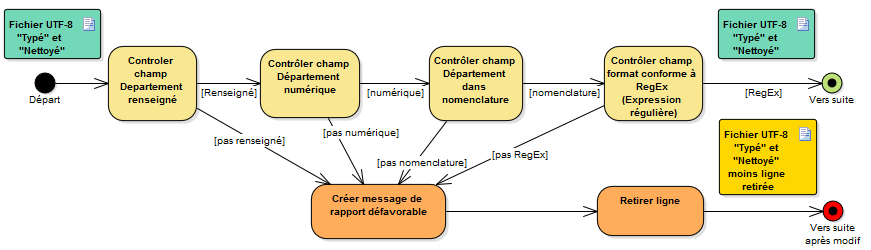 Fichier UTF-8
"Typé" et
"Nettoyé"
Fichier UTF-8
"Typé" et
"Nettoyé"
Controler
champ
Departement
renseigné
Contrôler champ
Département
numérique
Contrôler champ
Département
dans
nomenclature
Contrôler champ
format conforme à
RegEx
(Expression
régulière)
Départ
[Renseigné]
[numérique]
[nomenclature]
[RegEx]
Vers suite
[pas renseigné]
[pas numérique]
[pas nomenclature]
[pas RegEx]
Fichier UTF-8
"Typé" et
"Nettoyé"
moins ligne
retirée
Créer message de
rapport défavorable
Retirer ligne
Vers suite
après modif